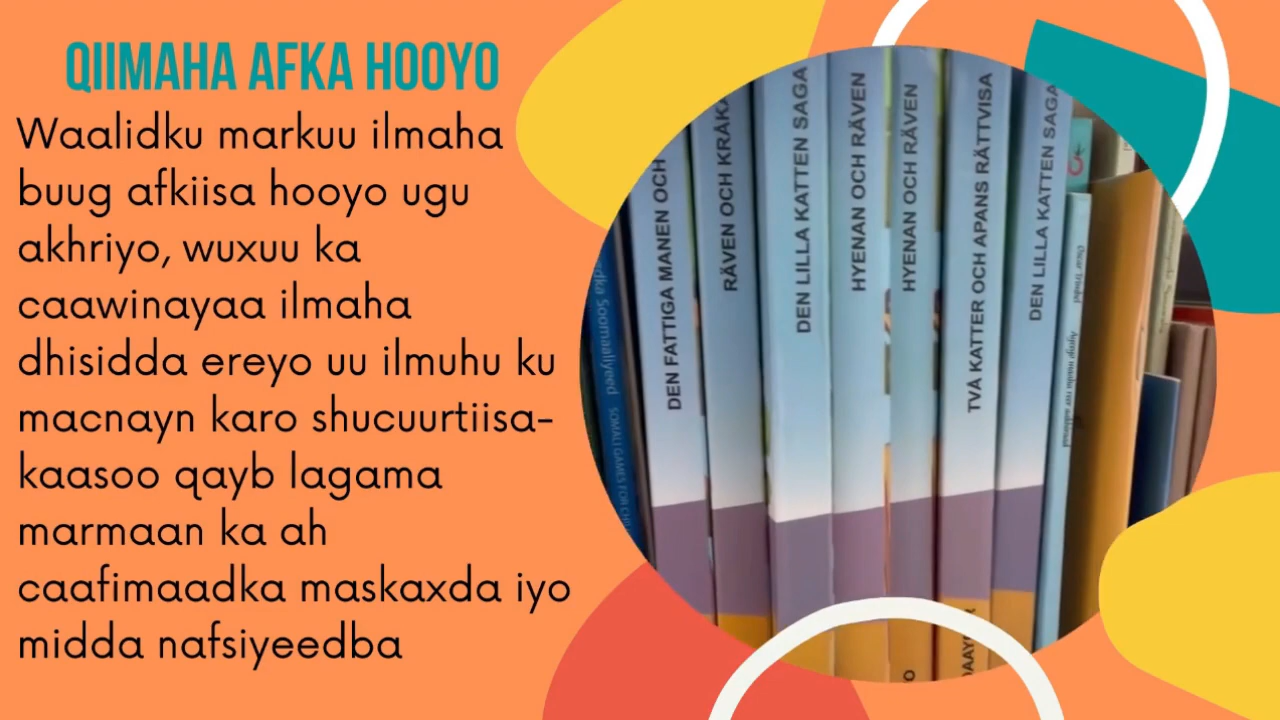 QIIMAHA AFKA HOOYO
Waalidku markuu ilmaha
buug afkiisa hooyo ugu
akhriyo, wuxuu ka
caawinayaa ilmaha
dhisidda ereyo uu ilmuhu ku
macnayn karo shucuurtiisa-
kaasoo qayb lagama
marmaan ka ah
caafimaadka maskaxda iyo
midda nafsiyeedba
Soomaaliyeed SOMALI GAMES FOR
DEN FATTIGA MANEN OCH
RÄVEN OCH
DEN LILLA KATTEN SAGA
HYENAN OCH RÄVEN
HYENAN OCH RÄVEN
TVÅ KATTER OCH APANS RÄTTVISA
DEN LILLA KATTEN SAGA